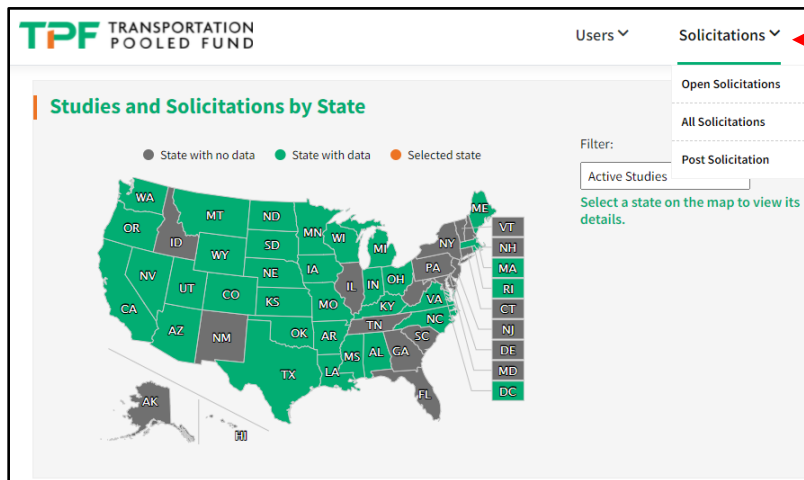 TPF TRANSPORTATION
POOLED FUND
Users
Solicitations
Open Solicitations
All Solicitations
Post Solicitation
Studies and Solicitations by State
State with no data
State with data
Selected state
Filter:
Active Studies
Select a state on the map to view its
details.
WA
OR
ID
MT
ND
MN
WI
MI
ME
VT
NH
MA
RI
CT
NJ
DE
MD
DC
NY
PA
WY
SD
NE
IA
IL
IN
OH
NV
UT
CO
KS
MO
KY
VA
CA
AZ
NM
OK
AR
TN
NC
SC
TX
LA
MS
AL
GA
FL
AK
HI